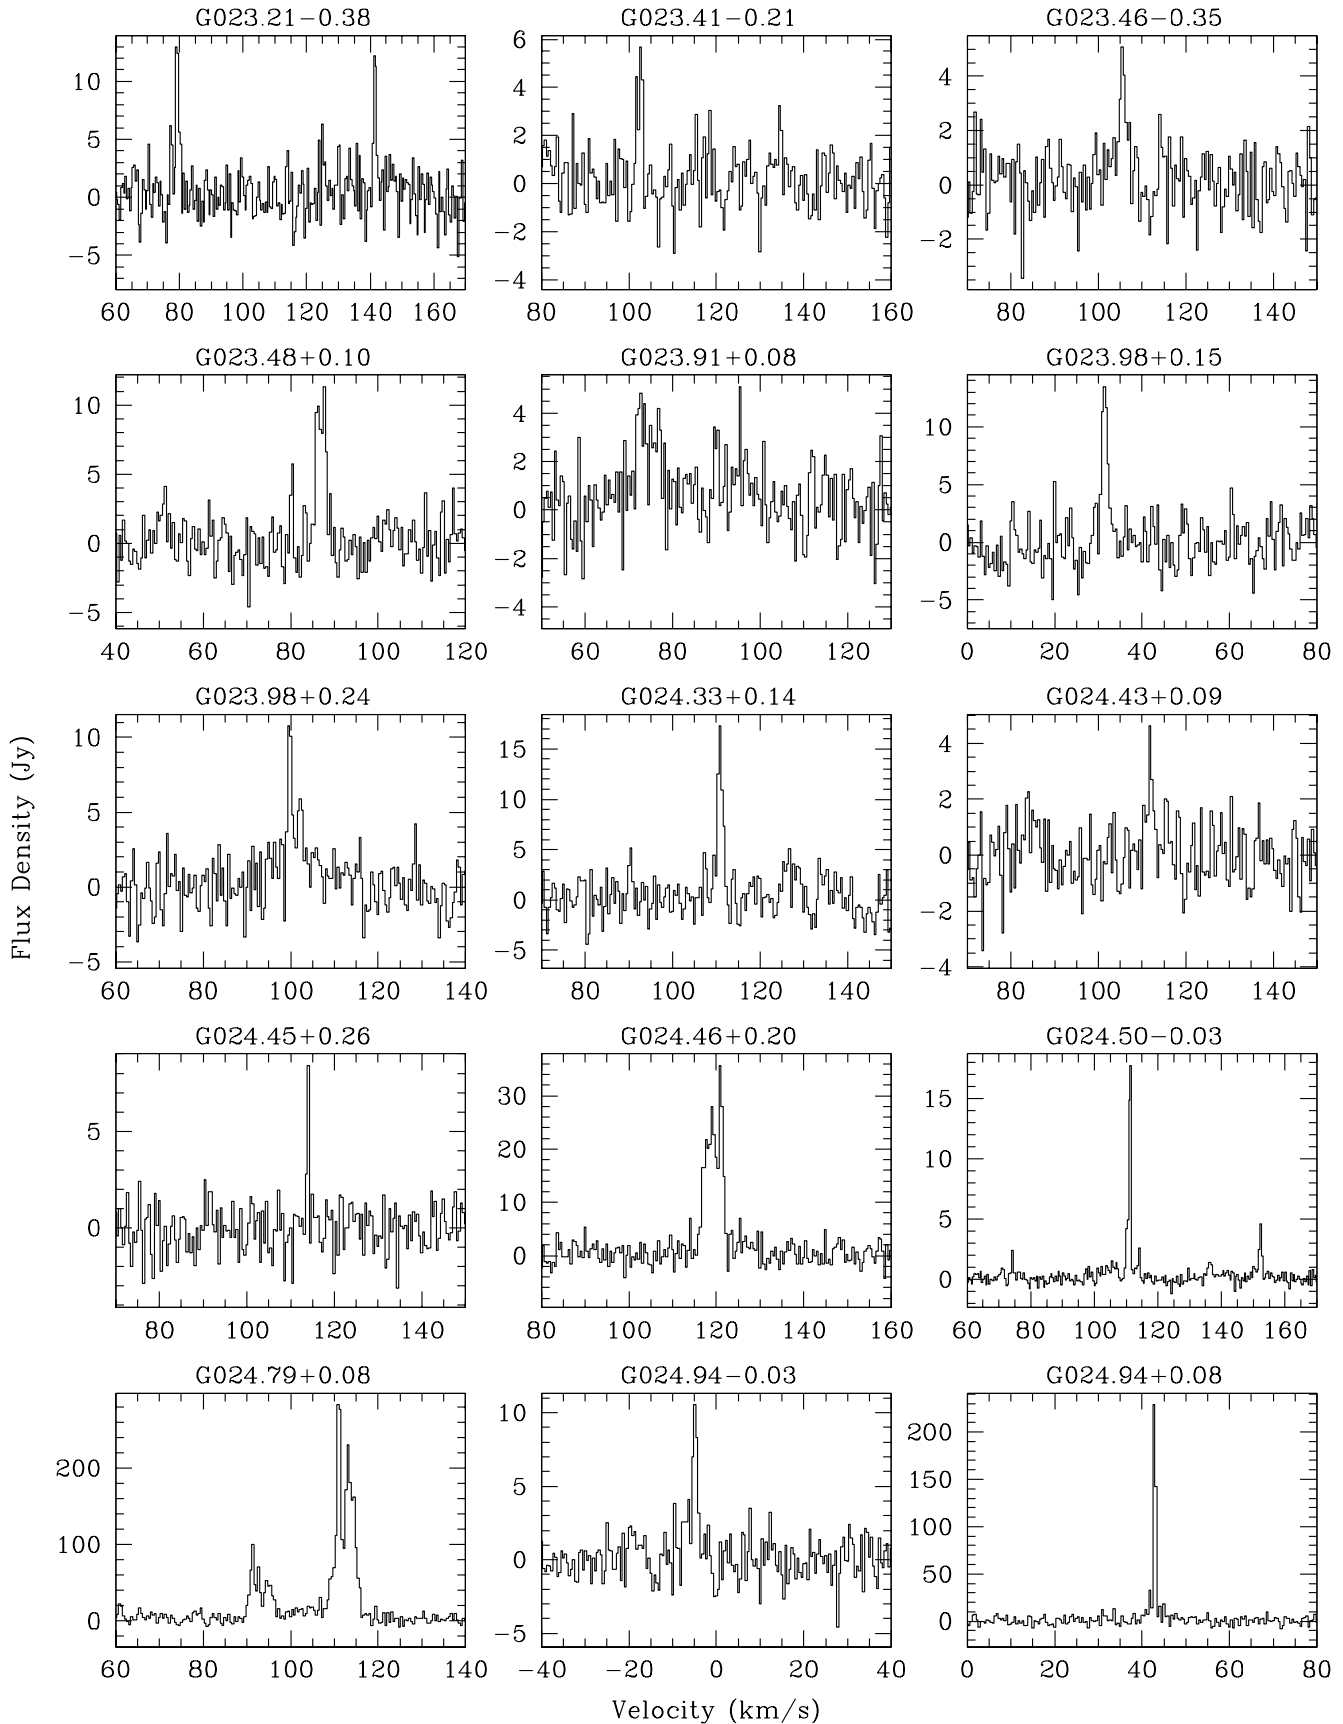 G023.21−0.38 G023.41−0.21 G023.46−0.35
10 5 0 −5
60 80 100 120 140 160
6 4 2 0 −2 −4
80 100 120 140 160
4 2 0 −2
80 100 120 140
G023.48+0.10 G023.91+0.08 G023.98+0.15
10 5 0 −5
40 60 80 100 120
4 2 0 −2 −4
60 80 100 120
10 5 0 −5
0 20 40 60 80
G023.98+0.24 G024.33+0.14 G024.43+0.09
10 5 0 −5
60 80 100 120 140
15 10 5 0 −5
80 100 120 140
4 2 0 −2 −4
80 100 120 140
Flux Density (Jy)
G024.45+0.26 G024.46+0.20 G024.50−0.03
5 0
80 100 120 140
30 20 10 0
80 100 120 140 160
15 10 5 0
60 80 100 120 140 160
G024.79+0.08 G024.94−0.03 G024.94+0.08
200 100 0
60 80 100 120 140
10 5 0 −5
−40 −20 0 20 40
200 150 100 50 0
0 20 40 60 80
Velocity (km/s)